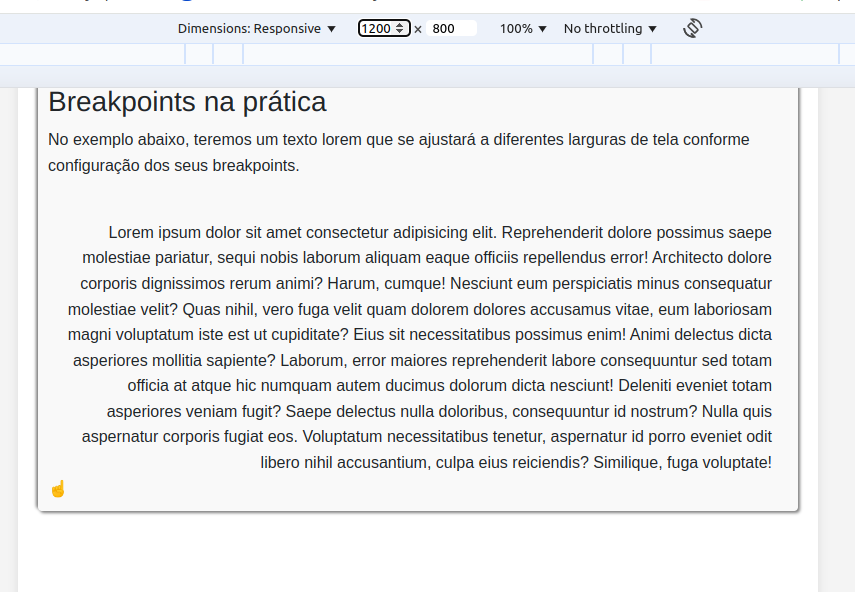 Dimensions: Responsive ▼ 1200 × 800 100% ▼ No throttling ▼
Breakpoints na prática
No exemplo abaixo, teremos um texto lorem que se ajustará a diferentes larguras de tela conforme
configuração dos seus breakpoints.
Lorem ipsum dolor sit amet consectetur adipisicing elit. Reprehenderit dolore possimus saepe
molestiae pariatur, sequi nobis laborum aliquam eaque officiis repellendus error! Architecto dolore
corporis dignissimos rerum animi? Harum, cumque! Nesciunt eum perspiciatis minus consequatur
molestiae velit? Quas nihil, vero fuga velit quam dolorem dolores accusamus vitae, eum laboriosam
magni voluptatum iste est ut cupiditate? Eius sit necessitatibus possimus enim! Animi delectus dicta
asperiores mollitia sapiente? Laborum, error maiores reprehenderit labore consequuntur sed totam
officia at atque hic numquam autem ducimus dolorum dicta nesciunt! Deleniti eveniet totam
asperiores veniam fugit? Saepe delectus nulla doloribus, consequuntur id nostrum? Nulla quis
aspernatur corporis fugiat eos. Voluptatum necessitatibus tenetur, aspernatur id porro eveniet odit
libero nihil accusantium, culpa eius reiciendis? Similique, fuga voluptate!
☝